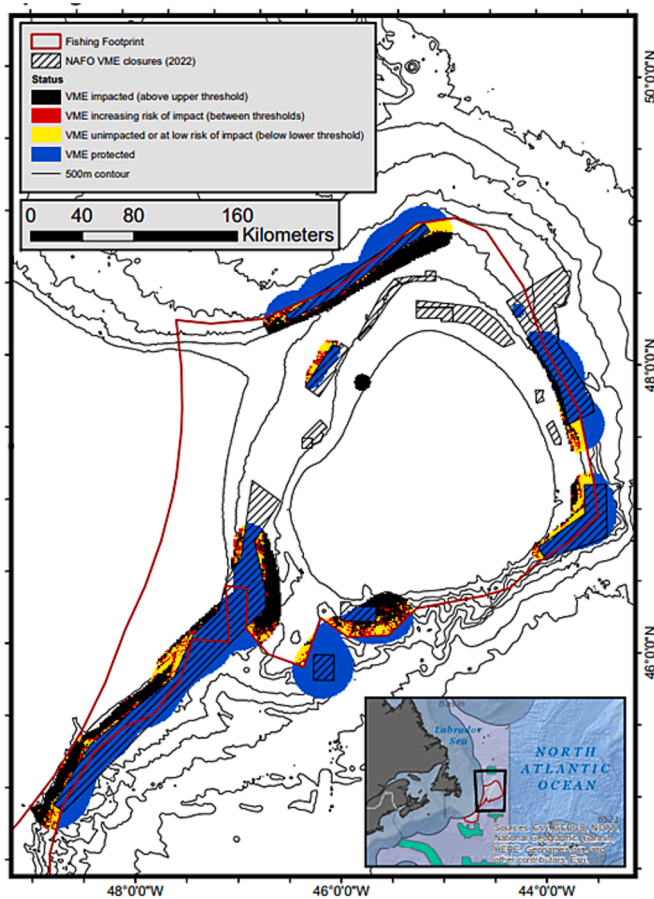 Fishing Footprint
NAFO VME closures (2022)
Status
VME impacted (above upper threshold)
VME increasing risk of impact (between thresholds)
VME unimpacted or at low risk of impact (below lower threshold)
VME protected
500m contour
0 40 80 160
Kilometers
50°0'0"N
48°0'0"N
46°0'0"N
Basin
Labrador
Sea
NORTH
ATLANTIC
OCEAN
Sources: Esri, GEBCO, NOAA,
National Geographic, Garmin,
HERE, Geonames.org, and
other contributors, Esri,
48°0'0"W 46°0'0"W 44°0'0"W